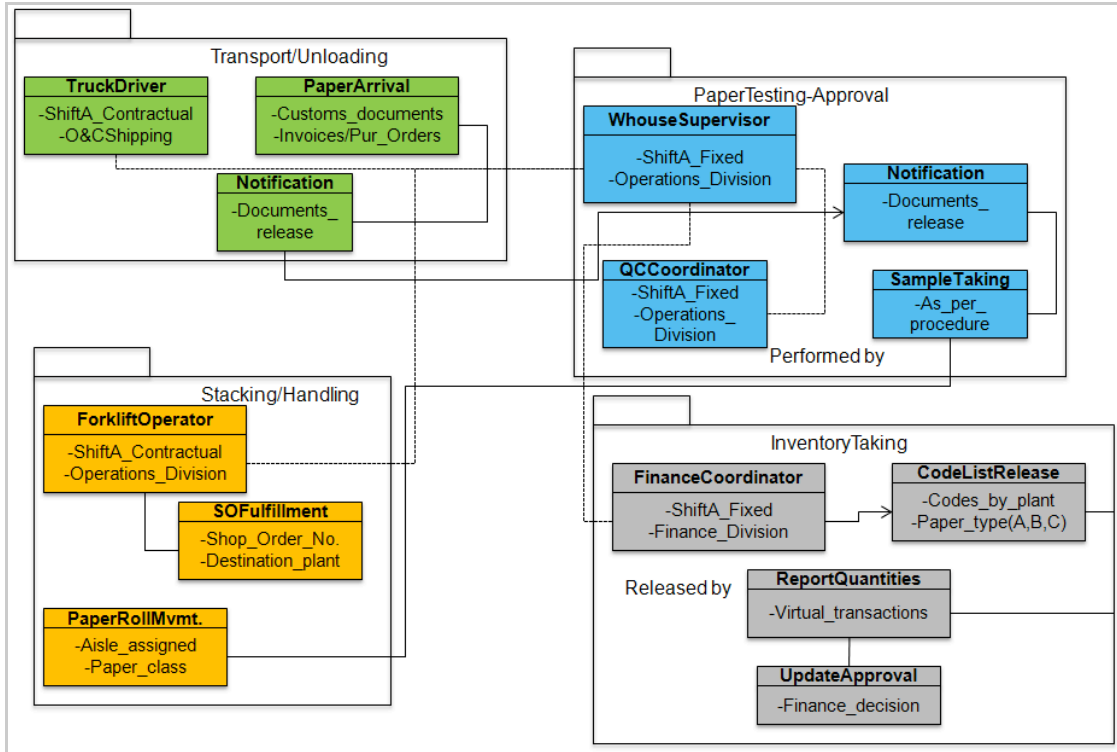 Transport/Unloading
TruckDriver
-ShiftA_Contractual
-O&CShipping
PaperArrival
-Customs_documents
-Invoices/Pur_Orders
Notification
-Documents_
release
PaperTesting-Approval
WhouseSupervisor
-ShiftA_Fixed
-Operations_Division
Notification
-Documents_
release
QCCoordinator
-ShiftA_Fixed
-Operations_
Division
SampleTaking
-As_per_
procedure
Performed by
Stacking/Handling
ForkliftOperator
-ShiftA_Contractual
-Operations_Division
SOFulfillment
-Shop_Order_No.
-Destination_plant
PaperRollMvmt.
-Aisle_assigned
-Paper_class
InventoryTaking
FinanceCoordinator
-ShiftA_Fixed
-Finance_Division
CodeListRelease
-Codes_by_plant
-Paper_type(A,B,C)
Released by
ReportQuantities
-Virtual_transactions
UpdateApproval
-Finance_decision